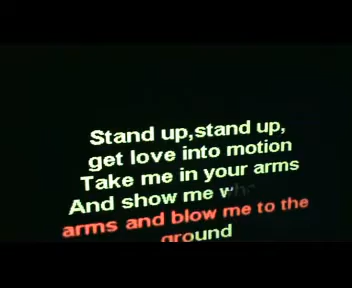 Stand up,stand up,
get love into motion
Take me in your arms
And show me
arms and blow me to the
ground